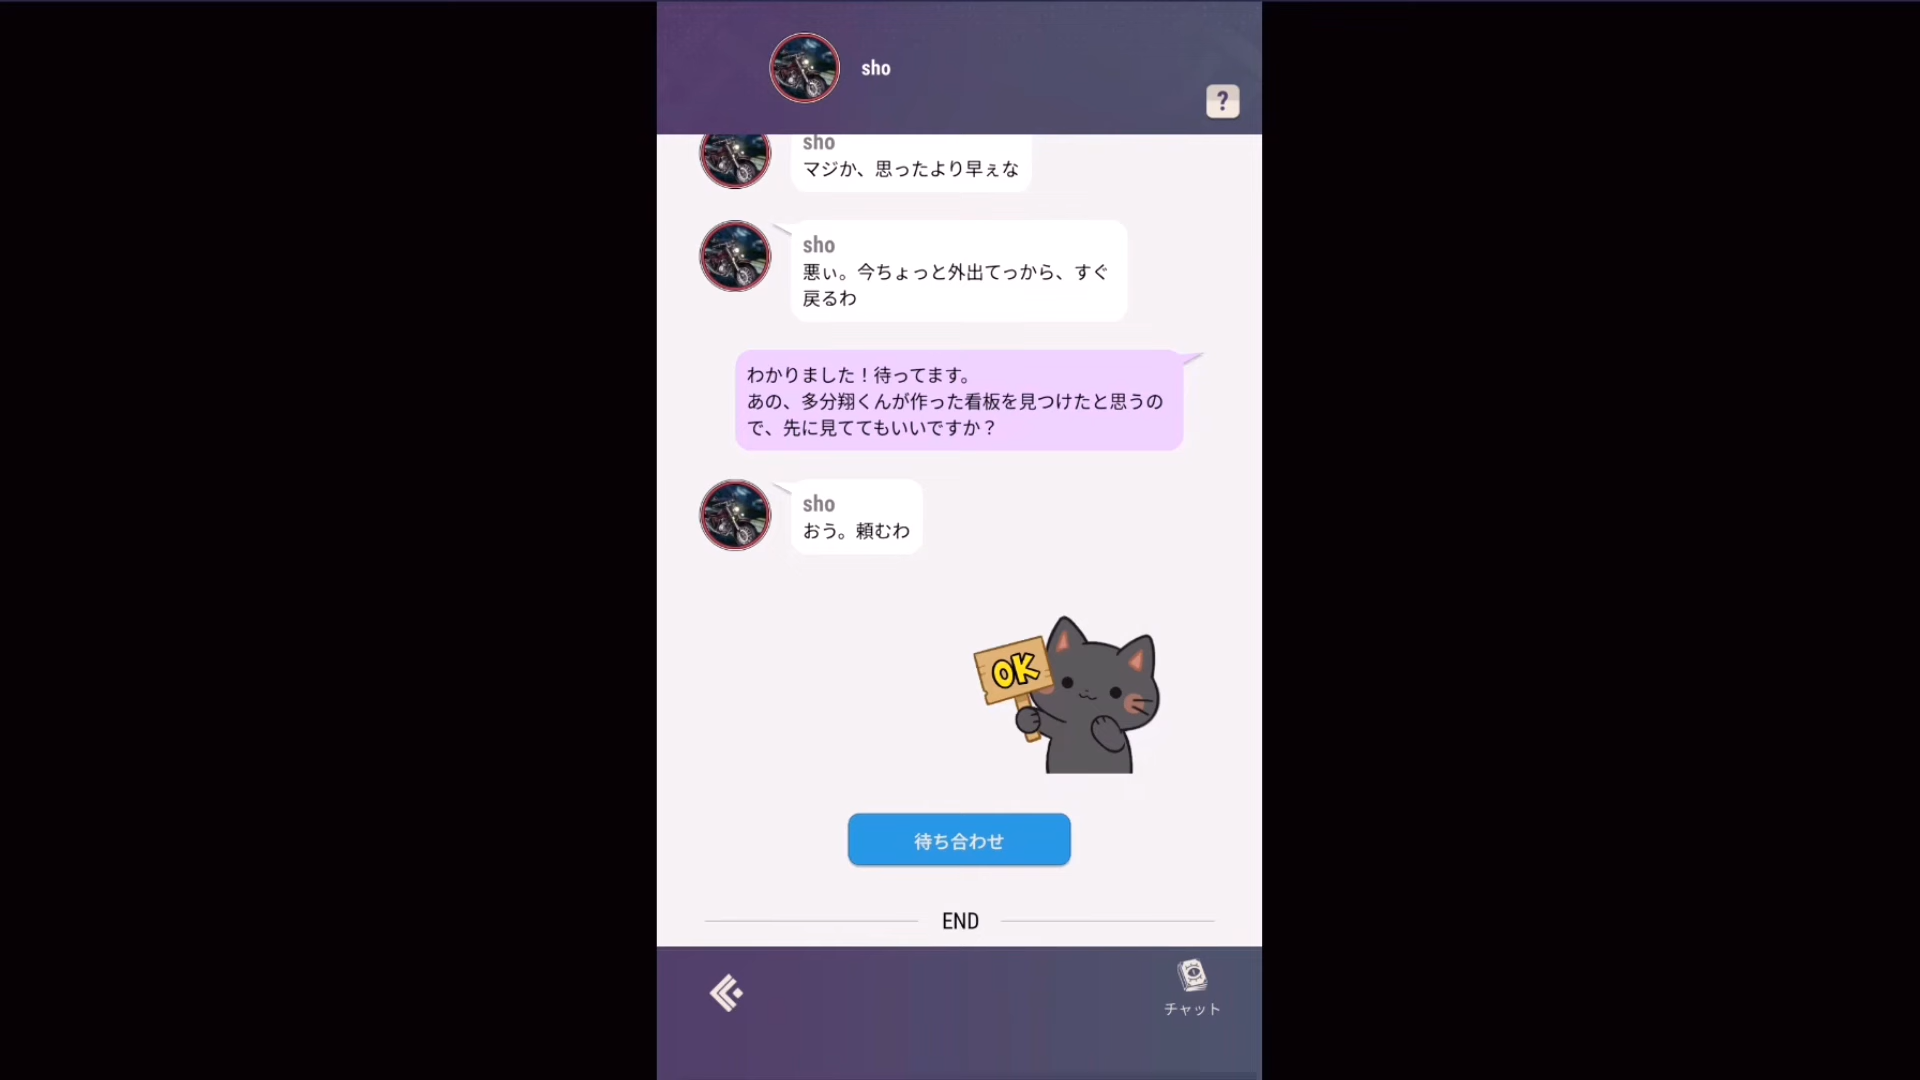 sho
?
sho
マジか、思ったより早ぇな
sho
悪ぃ。今ちょっと外出てっから、すぐ
戻るわ
わかりました！待ってます。
あの、多分翔くんが作った看板を見つけたと思うの
で、先に見ててもいいですか？
sho
おう。頼むわ
OK
待ち合わせ
END
チャット